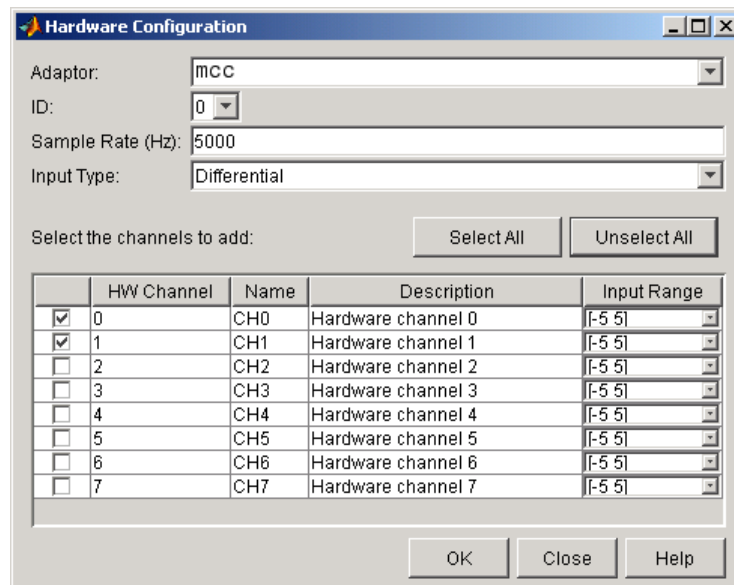 Hardware Configuration
Adaptor: mcc
ID: 0
Sample Rate (Hz): 5000
Input Type: Differential
Select the channels to add: Select All Unselect All
HW Channel Name Description Input Range
0 CH0 Hardware channel 0 [-5 5]
1 CH1 Hardware channel 1 [-5 5]
2 CH2 Hardware channel 2 [-5 5]
3 CH3 Hardware channel 3 [-5 5]
4 CH4 Hardware channel 4 [-5 5]
5 CH5 Hardware channel 5 [-5 5]
6 CH6 Hardware channel 6 [-5 5]
7 CH7 Hardware channel 7 [-5 5]
OK Close Help